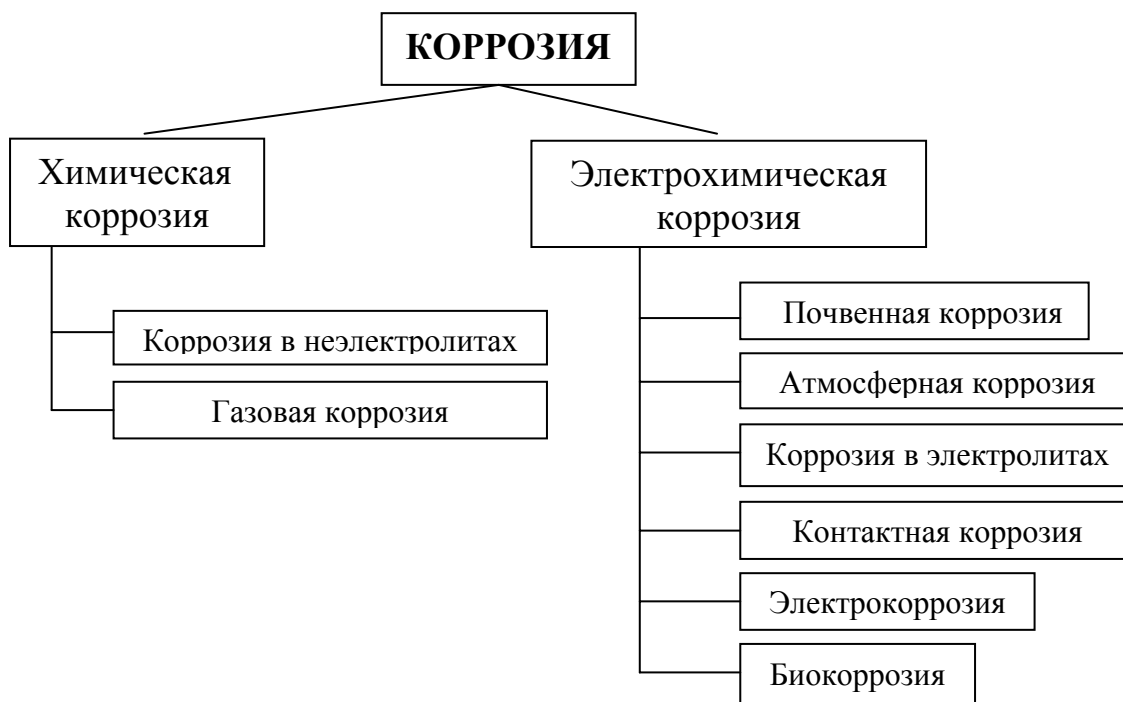 КОРРОЗИЯ
Химическая
коррозия
Коррозия в неэлектролитах
Газовая коррозия
Электрохимическая
коррозия
Почвенная коррозия
Атмосферная коррозия
Коррозия в электролитах
Контактная коррозия
Электрокоррозия
Биокоррозия